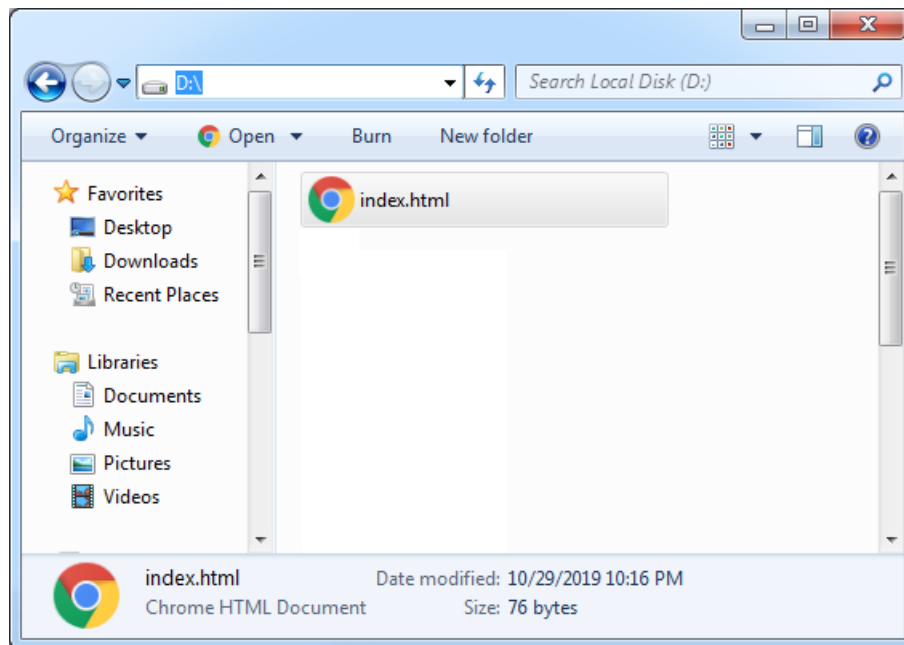 D:\ Search Local Disk (D:)
Organize Open Burn New folder
Favorites
Desktop
Downloads
Recent Places
Libraries
Documents
Music
Pictures
Videos
index.html
index.html Date modified: 10/29/2019 10:16 PM
Chrome HTML Document Size: 76 bytes